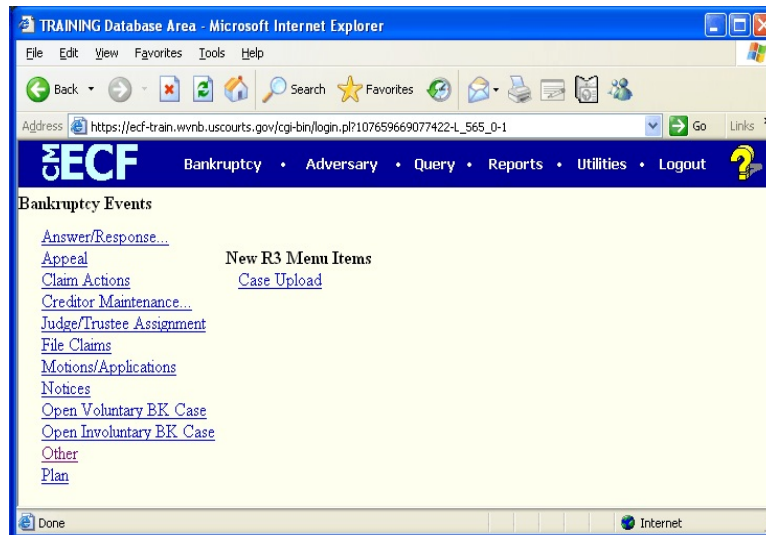 TRAINING Database Area - Microsoft Internet Explorer
File Edit View Favorites Tools Help
Back Search Favorites
Address https://ecf-train.wvnb.uscourts.gov/cgi-bin/login.pl?107659669077422-L_565_0-1 Go Links
CM ECF Bankruptcy • Adversary • Query • Reports • Utilities • Logout ?
Bankruptcy Events
Answer/Response...
Appeal New R3 Menu Items
Claim Actions Case Upload
Creditor Maintenance...
Judge/Trustee Assignment
File Claims
Motions/Applications
Notices
Open Voluntary BK Case
Open Involuntary BK Case
Other
Plan
Done Internet